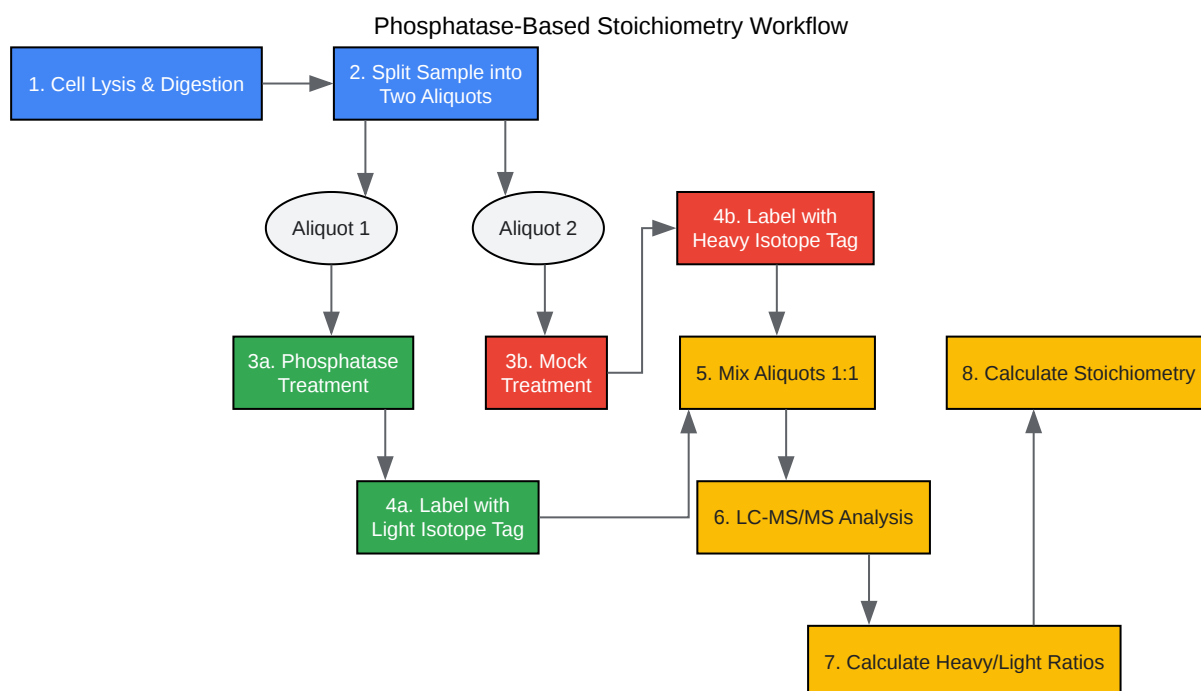 Phosphatase-Based Stoichiometry Workflow
1. Cell Lysis & Digestion
2. Split Sample into
Two Aliquots
Aliquot 1
Aliquot 2
4b. Label with
Heavy Isotope Tag
3a. Phosphatase
Treatment
3b. Mock
Treatment
5. Mix Aliquots 1:1
8. Calculate Stoichiometry
4a. Label with
Light Isotope Tag
6. LC-MS/MS Analysis
7. Calculate Heavy/Light Ratios